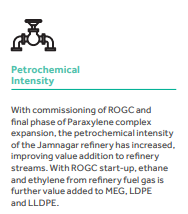 Petrochemical
Intensity
With commissioning of ROGC and
final phase of Paraxylene complex
expansion, the petrochemical intensity
of the Jamnagar refinery has increased,
improving value addition to refinery
streams. With ROGC start-up, ethane
and ethylene from refinery fuel gas is
further value added to MEG, LDPE
and LLDPE.